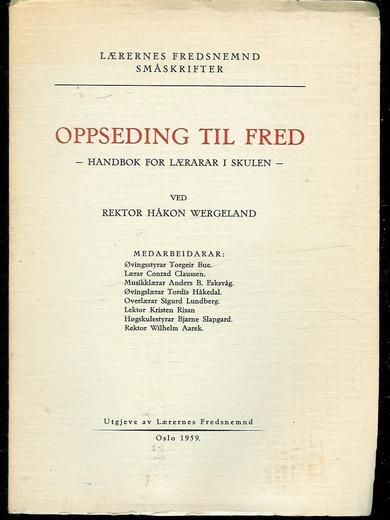 LÆRERNES FREDSNEMND
SMÅSKRIFTER
OPPSEDING TIL FRED
– HANDBOK FOR LÆRARAR I SKULEN –
VED
REKTOR HÅKON WERGELAND
MEDARBEIDARAR:
Øvingsstyrar Torgeir Bue.
Lærar Conrad Claussen.
Musikklærar Anders B. Faksvåg.
Øvingslærar Tordis Håkedal.
Overlærar Sigurd Lundberg.
Lektor Kristen Risan
Høgskulestyrar Bjarne Slapgard.
Rektor Wilhelm Aarek.
Utgjeve av Lærernes Fredsnemnd
Oslo 1959.